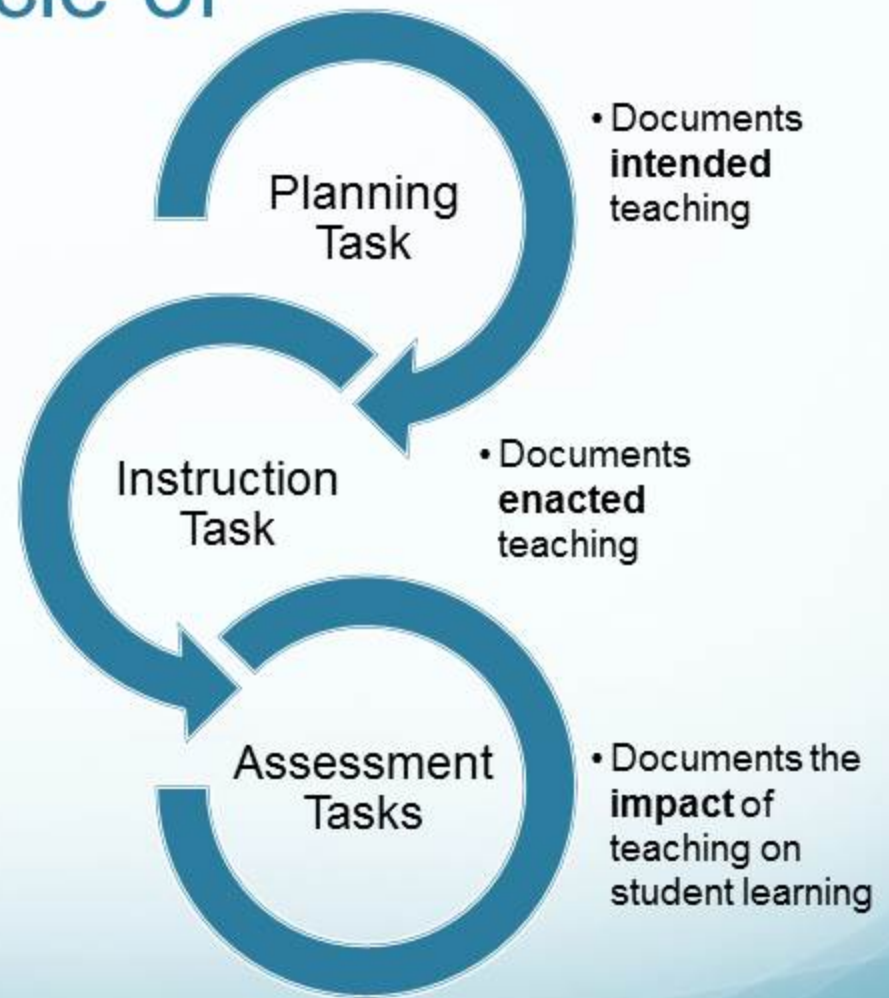 of
Planning
Task
• Documents
intended
teaching
Instruction
Task
• Documents
enacted
teaching
Assessment
Tasks
• Documents the
impact of
teaching on
student learning